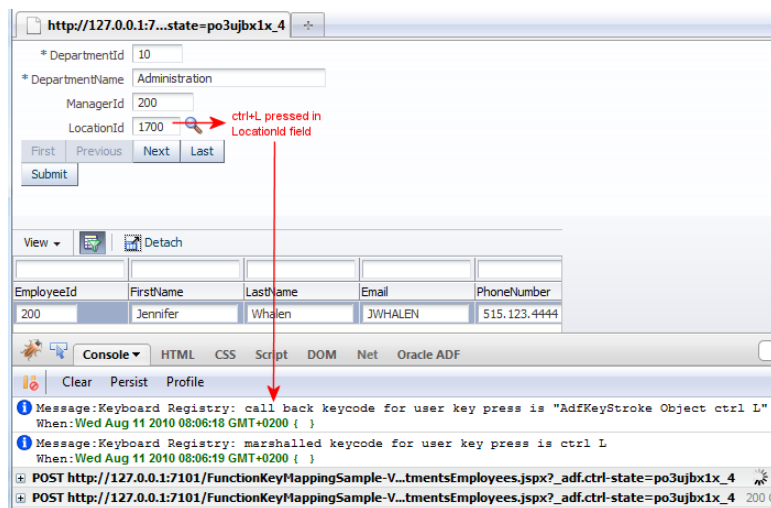 http://127.0.0.1:7...state=po3ujbx1x_4
* DepartmentId 10
* DepartmentName Administration
ManagerId 200
LocationId 1700
ctrl+L pressed in
LocationId field
First Previous Next Last
Submit
View Detach
EmployeeId FirstName LastName Email PhoneNumber
200 Jennifer Whalen JWHALEN 515.123.4444
Console HTML CSS Script DOM Net Oracle ADF
Clear Persist Profile
Message:Keyboard Registry: call back keycode for user key press is "AdfKeyStroke Object ctrl L"
When:Wed Aug 11 2010 08:06:18 GMT+0200 { }
Message:Keyboard Registry: marshalled keycode for user key press is ctrl L
When:Wed Aug 11 2010 08:06:19 GMT+0200 { }
POST http://127.0.0.1:7101/FunctionKeyMappingSample-V...tmentsEmployees.jspx?_adf.ctrl-state=po3ujbx1x_4
POST http://127.0.0.1:7101/FunctionKeyMappingSample-V...tmentsEmployees.jspx?_adf.ctrl-state=po3ujbx1x_4 200